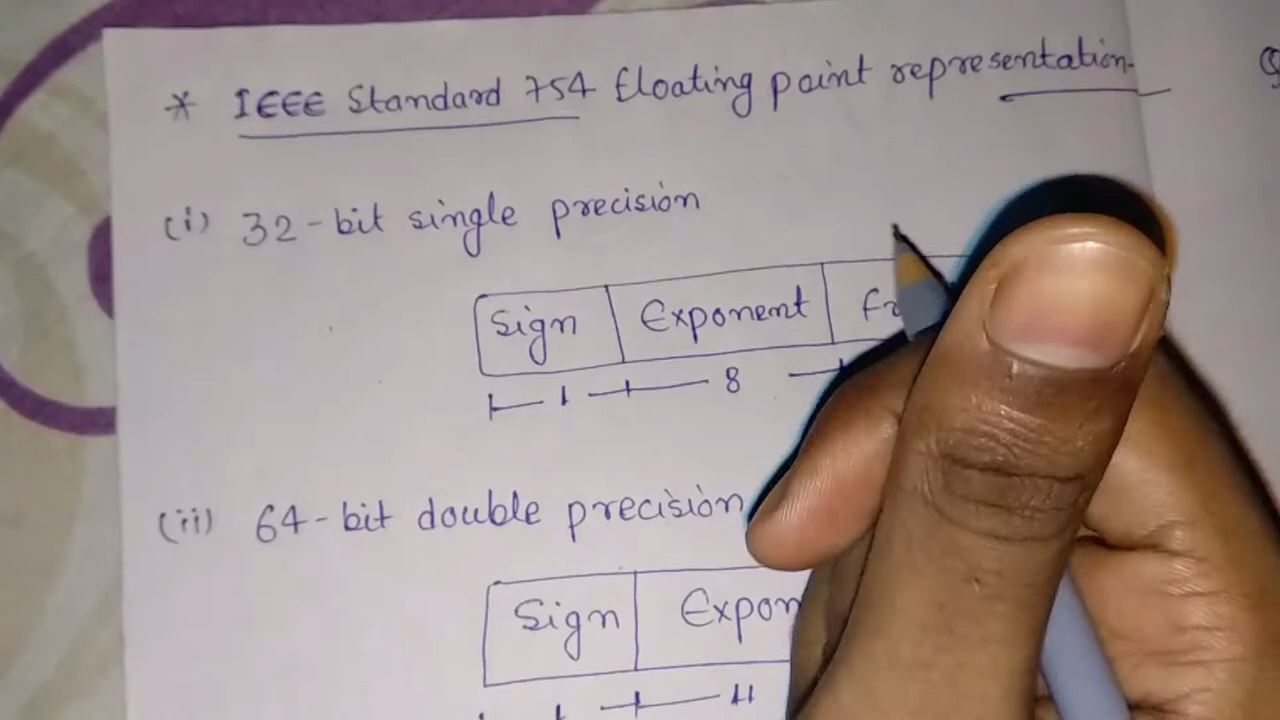 * IEEE Standard 754 floating point representation
(i) 32-bit single precision
Sign Exponent
1 8
(ii) 64-bit double precision
Sign
1 11